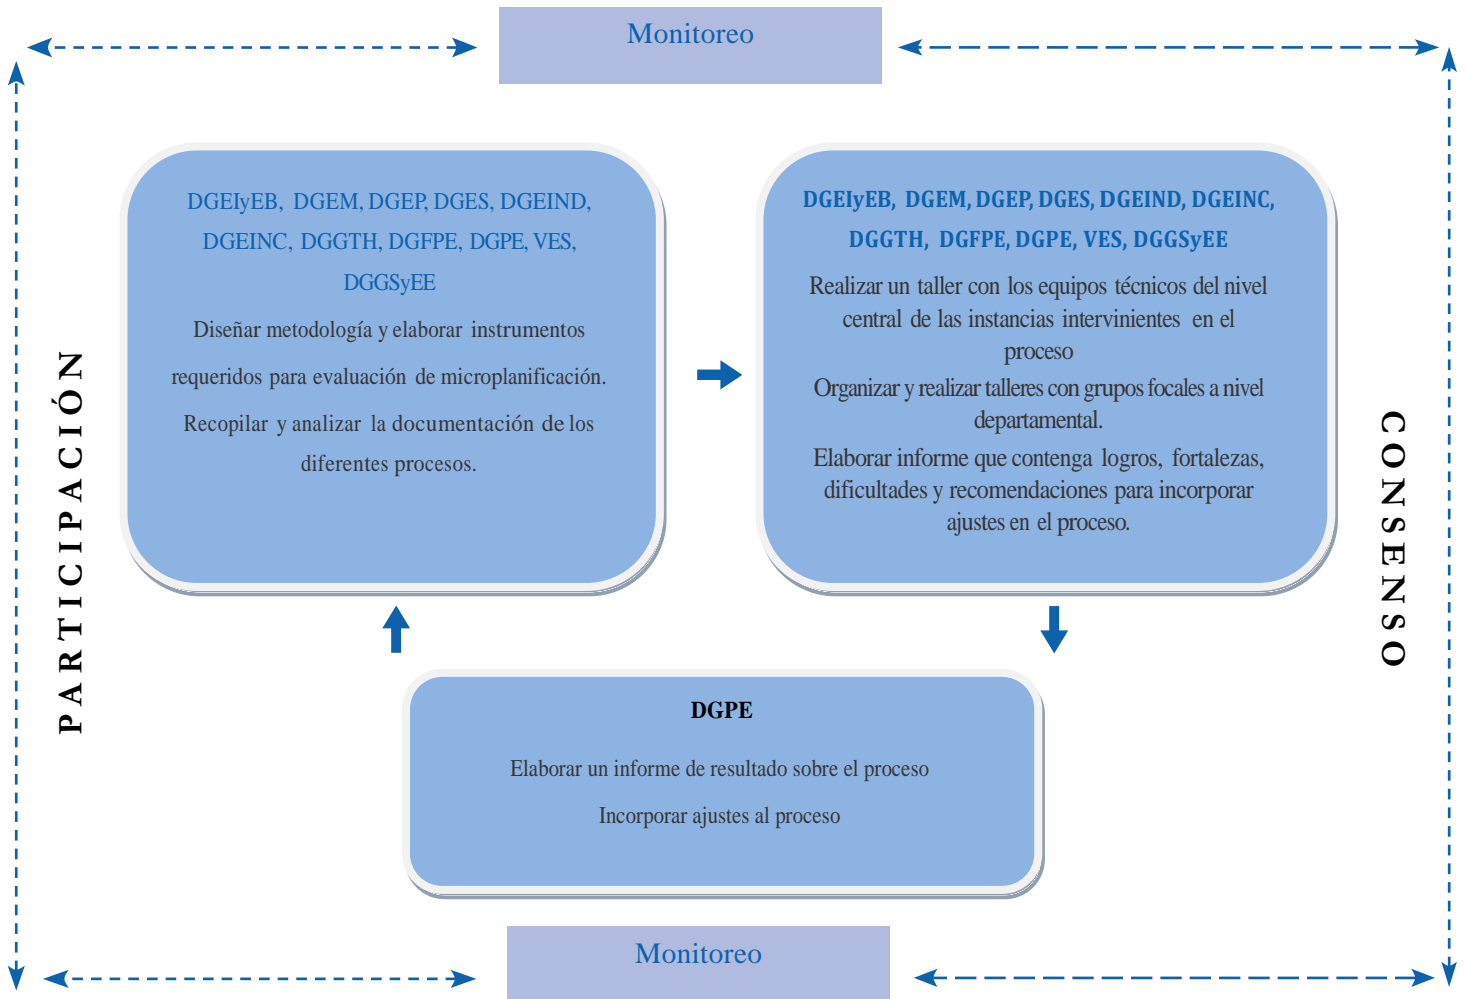 Monitoreo
PARTICIPACIÓN
DGEIyEB, DGEM, DGEP, DGES, DGEIND,
DGEINC, DGGTH, DGFPE, DGPE, VES,
DGGSyEE
Diseñar metodología y elaborar instrumentos
requeridos para evaluación de microplanificación.
Recopilar y analizar la documentación de los
diferentes procesos.
DGEIyEB, DGEM, DGEP, DGES, DGEIND, DGEINC,
DGGTH, DGFPE, DGPE, VES, DGGSyEE
Realizar un taller con los equipos técnicos del nivel
central de las instancias intervinientes en el
proceso
Organizar y realizar talleres con grupos focales a nivel
departamental.
Elaborar informe que contenga logros, fortalezas,
dificultades y recomendaciones para incorporar
ajustes en el proceso.
CONSENSO
DGPE
Elaborar un informe de resultado sobre el proceso
Incorporar ajustes al proceso
Monitoreo